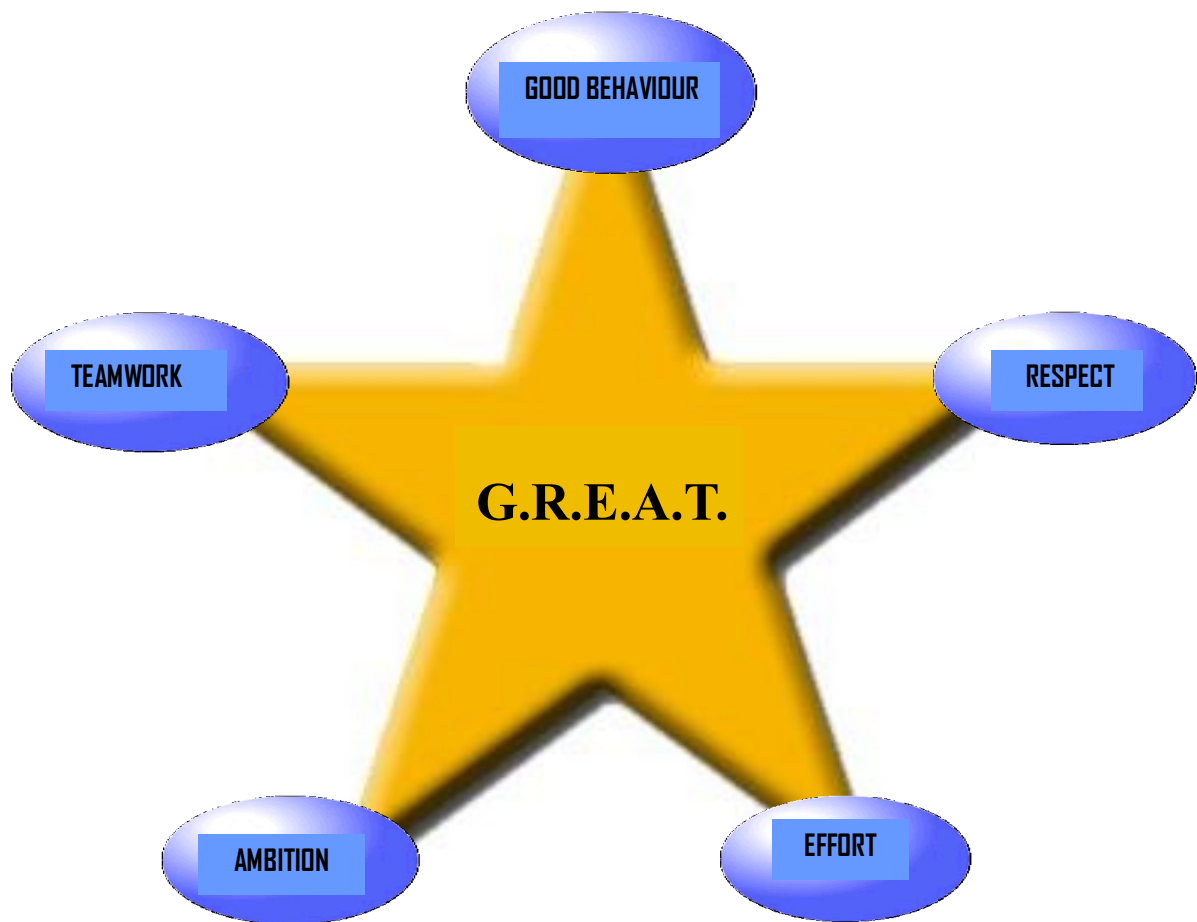 GOOD BEHAVIOUR
TEAMWORK
RESPECT
G.R.E.A.T.
AMBITION
EFFORT